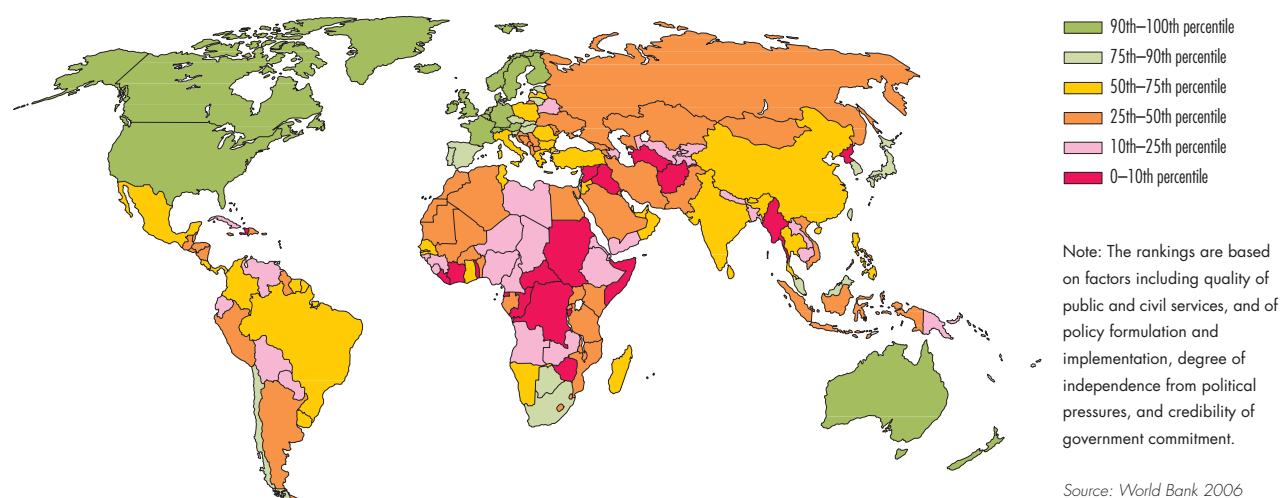 90th–100th percentile
75th–90th percentile
50th–75th percentile
25th–50th percentile
10th–25th percentile
0–10th percentile
Note: The rankings are based
on factors including quality of
public and civil services, and of
policy formulation and
implementation, degree of
independence from political
pressures, and credibility of
government commitment.
Source: World Bank 2006